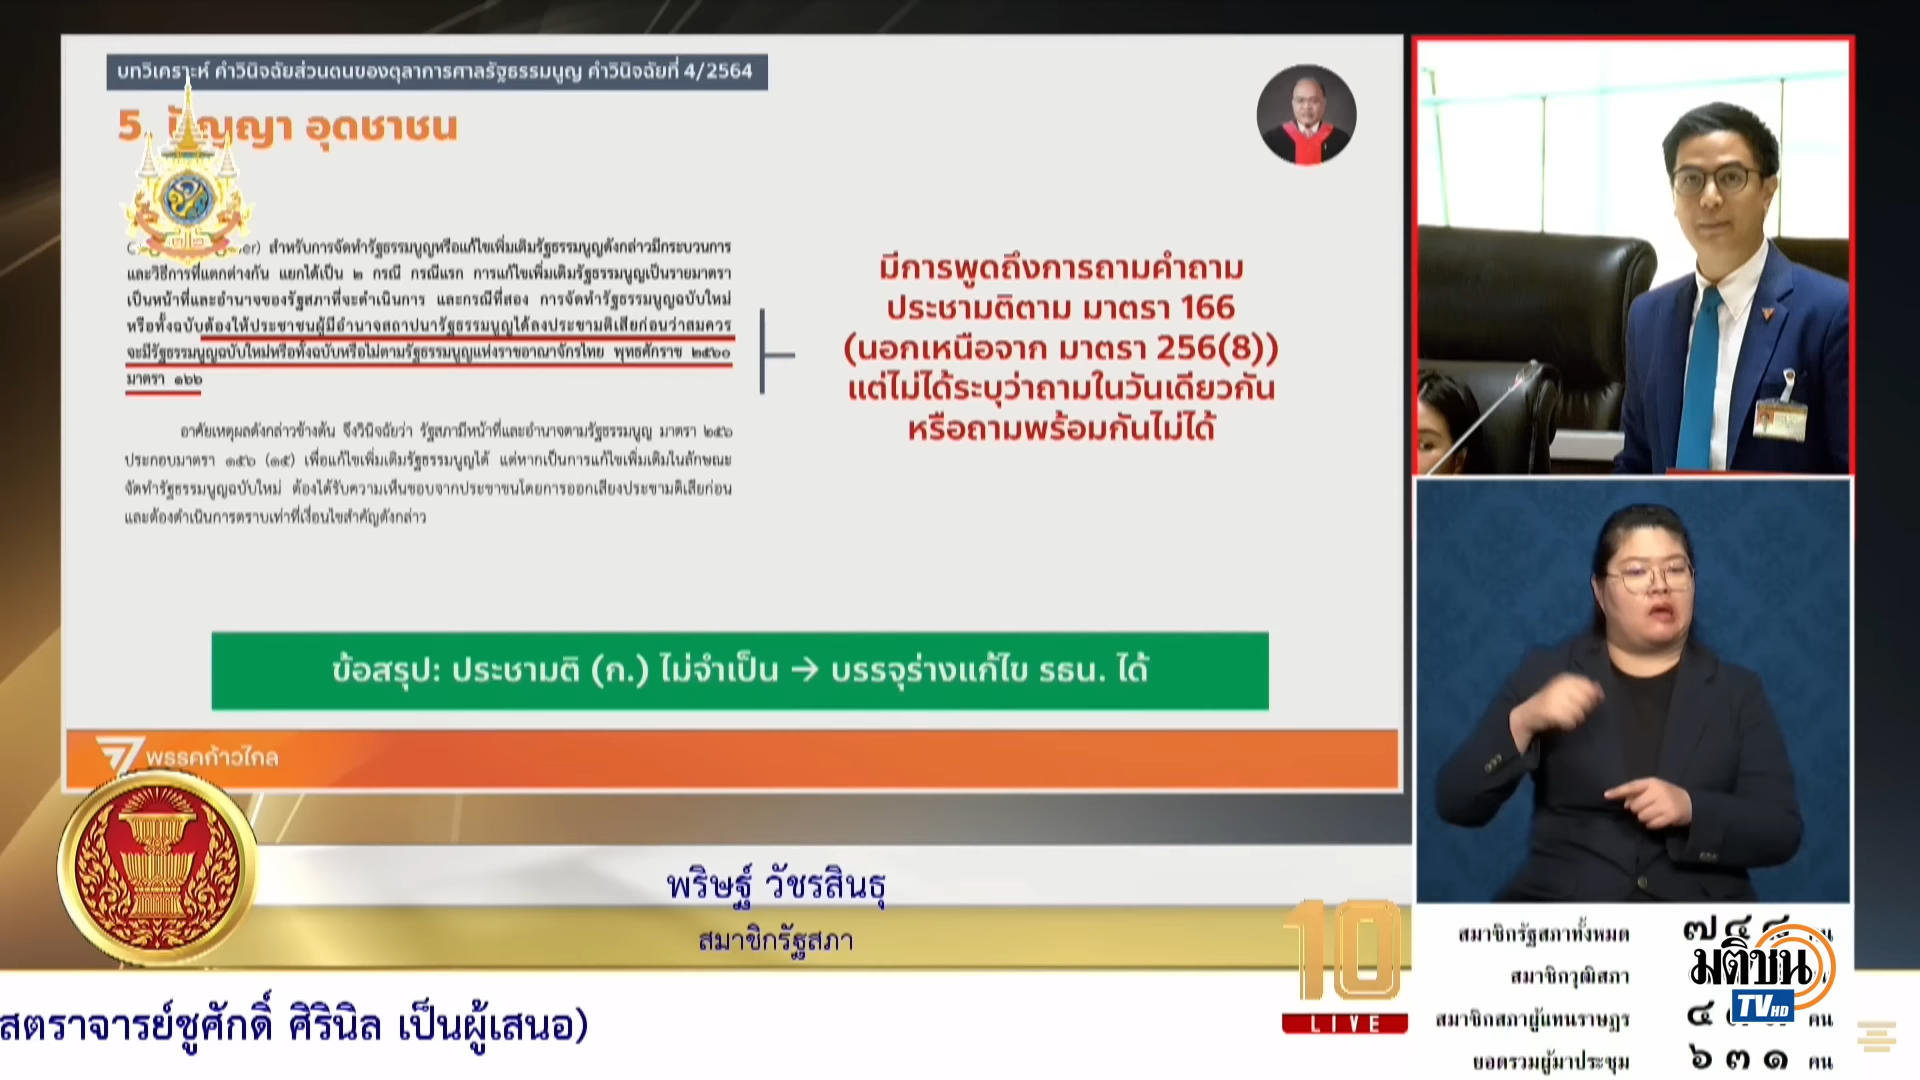 บทวิเคราะห์ คำวินิจฉัยส่วนตนของตุลาการศาลรัฐธรรมนูญ คำวินิจฉัยที่ 4/2564
5. ปัญญา อุดชาชน
สำหรับการจัดทำรัฐธรรมนูญหรือแก้ไขเพิ่มเติมรัฐธรรมนูญดังกล่าวมีกระบวนการ
และวิธีการที่แตกต่างกัน แยกได้เป็น ๒ กรณี กรณีแรก การแก้ไขเพิ่มเติมรัฐธรรมนูญเป็นรายมาตรา
เป็นหน้าที่และอำนาจของรัฐสภาที่จะดำเนินการ และกรณีที่สอง การจัดทำรัฐธรรมนูญฉบับใหม่
หรือทั้งฉบับต้องให้ประชาชนผู้มีอำนาจสถาปนารัฐธรรมนูญได้ลงประชามติเสียก่อนว่าสมควร
จะมีรัฐธรรมนูญฉบับใหม่หรือทั้งฉบับหรือไม่ตามรัฐธรรมนูญแห่งราชอาณาจักรไทย พุทธศักราช ๒๕๖๐
มาตรา ๑๖๖
อาศัยเหตุผลดังกล่าวข้างต้น จึงวินิจฉัยว่า รัฐสภามีหน้าที่และอำนาจตามรัฐธรรมนูญ มาตรา ๒๕๖
ประกอบมาตรา ๑๕๖ (๑๕) เพื่อแก้ไขเพิ่มเติมรัฐธรรมนูญได้ แต่หากเป็นการแก้ไขเพิ่มเติมในลักษณะ
จัดทำรัฐธรรมนูญฉบับใหม่ ต้องได้รับความเห็นชอบจากประชาชนโดยการออกเสียงประชามติเสียก่อน
และต้องดำเนินการตราบเท่าที่เงื่อนไขสำคัญดังกล่าว
มีการพูดถึงการถามคำถาม
ประชามติตาม มาตรา 166
(นอกเหนือจาก มาตรา 256(8))
แต่ไม่ได้ระบุว่าถามในวันเดียวกัน
หรือถามพร้อมกันไม่ได้
ข้อสรุป: ประชามติ (ก.) ไม่จำเป็น → บรรจุร่างแก้ไข รธน. ได้
พรรคก้าวไกล
พริษฐ์ วัชรสินธุ
สมาชิกรัฐสภา
10
LIVE
สตราจารย์ชูศักดิ์ ศิรินิล เป็นผู้เสนอ)
สมาชิกรัฐสภาทั้งหมด
สมาชิกวุฒิสภา
สมาชิกสภาผู้แทนราษฎร คน
ยอดรวมผู้มาประชุม ๖๓๑ คน
มติชน
TV HD